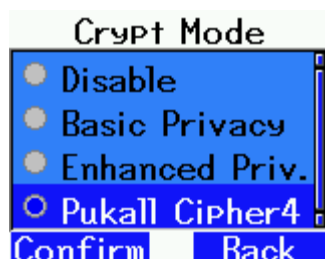 Crypt Mode
Disable
Basic Privacy
Enhanced Priv.
Pukall Cipher4
Confirm Back